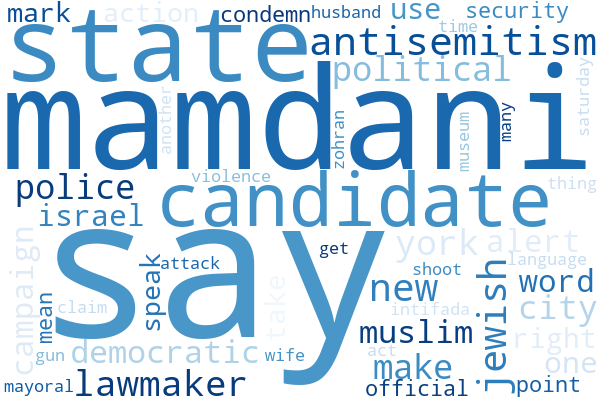 mark
action
condemn
husband
use
security
state
time
antisemitism
political
saturday
mamdani
another
zohran
museum
many
police
violence
candidate
thing
israel
say
campaign
speak
attack
get
york
alert
language
shoot
new
jewish
word
mean
claim
take
intifada
city
muslim
right
gun
democratic
wife
act
make
one
mayoral
lawmaker
official
point